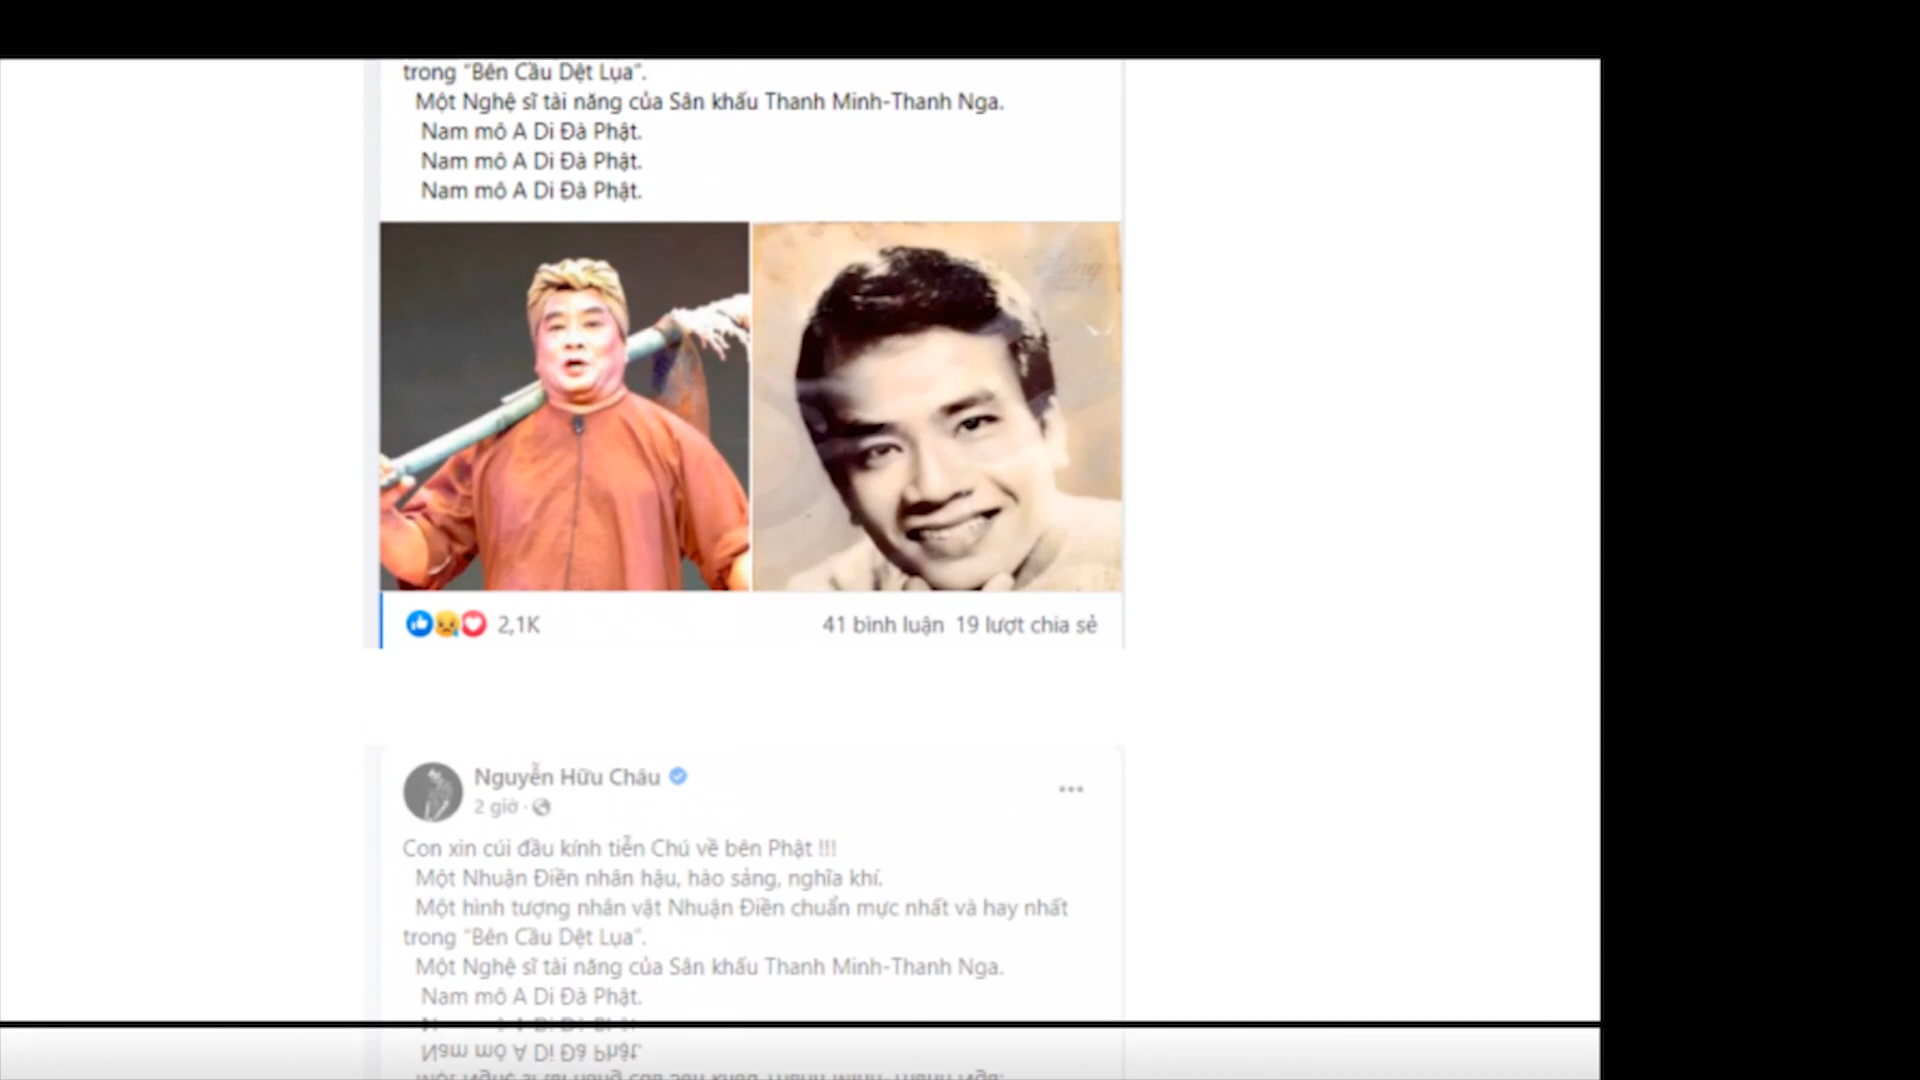 trong "Bên Cầu Dệt Lụa".
Một Nghệ sĩ tài năng của Sân khấu Thanh Minh-Thanh Nga.
Nam mô A Di Đà Phật.
Nam mô A Di Đà Phật.
Nam mô A Di Đà Phật.
2,1K
41 bình luận 19 lượt chia sẻ
Nguyễn Hữu Châu
2 giờ ·
Con xin cúi đầu kính tiễn Chú về bên Phật !!!
Một Nhuận Điền nhân hậu, hào sảng, nghĩa khí.
Một hình tượng nhân vật Nhuận Điền chuẩn mực nhất và hay nhất
trong "Bên Cầu Dệt Lụa".
Một Nghệ sĩ tài năng của Sân khấu Thanh Minh-Thanh Nga.
Nam mô A Di Đà Phật.